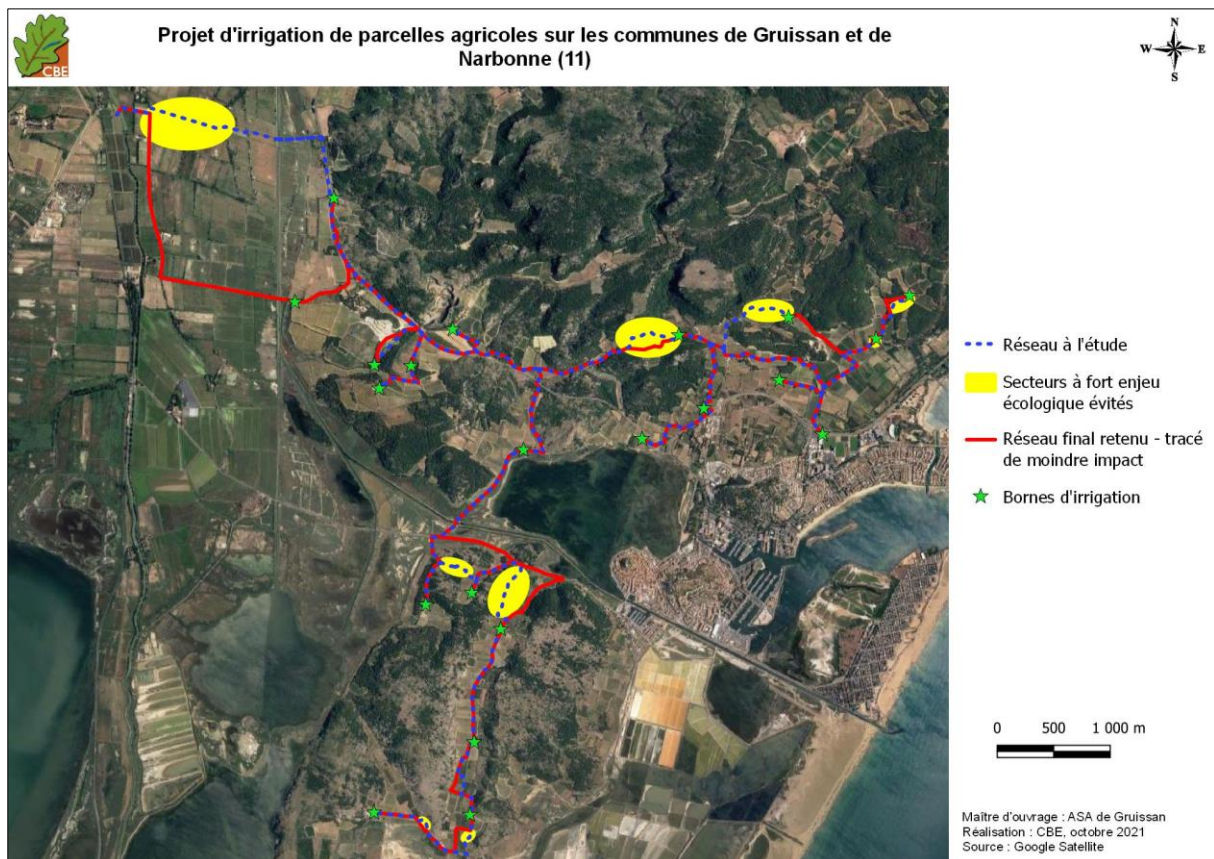 CBE
Projet d'irrigation de parcelles agricoles sur les communes de Gruissan et de
Narbonne (11)
N
W E
S
Réseau à l'étude
Secteurs à fort enjeu
écologique évités
Réseau final retenu - tracé
de moindre impact
Bornes d'irrigation
0 500 1 000 m
Maître d'ouvrage : ASA de Gruissan
Réalisation : CBE, octobre 2021
Source : Google Satellite